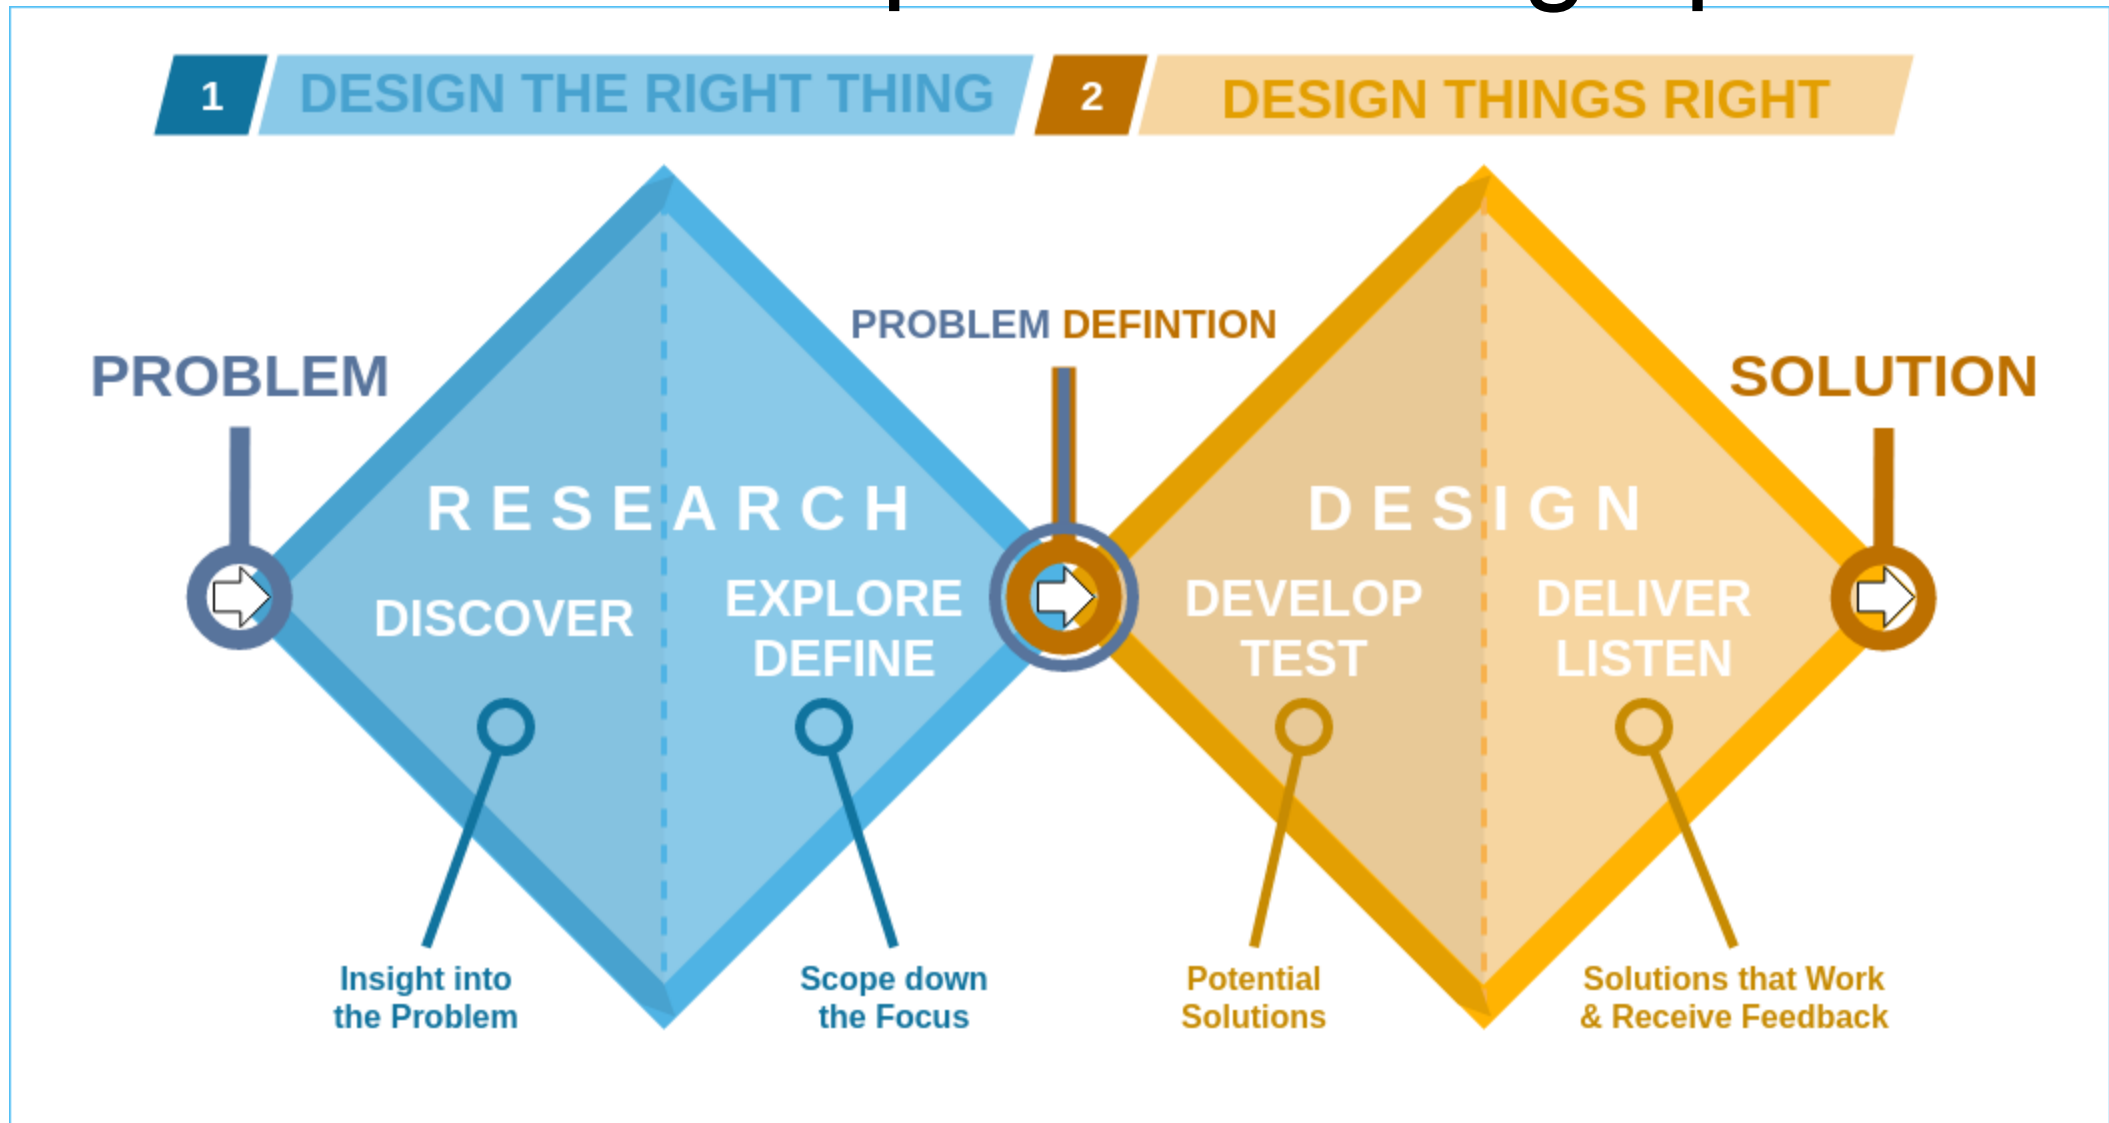 1 DESIGN THE RIGHT THING 2 DESIGN THINGS RIGHT
PROBLEM DEFINTION
PROBLEM
SOLUTION
RESEARCH
DESIGN
DISCOVER
EXPLORE
DEFINE
DEVELOP
TEST
DELIVER
LISTEN
Insight into
the Problem
Scope down
the Focus
Potential
Solutions
Solutions that Work
& Receive Feedback